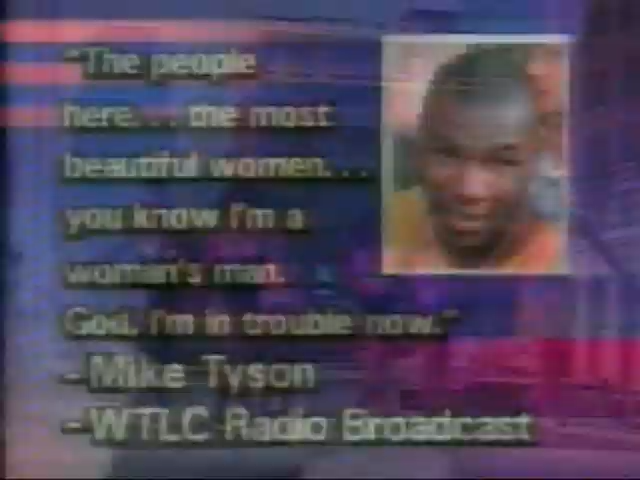 "The people
here. . . the most
beautiful women. . .
you know I'm a
woman's man.
God, I'm in trouble now."
- Mike Tyson
- WTLC Radio Broadcast